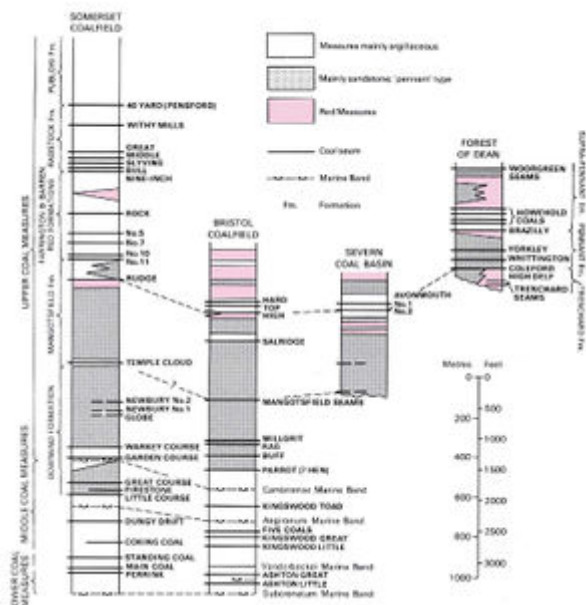 SOMERSET
COALFIELD
40 YARD (PENSFORD)
WITHY MILLS
GREAT
MIDDLE
SLYVING
BULL
NINE-INCH
ROCK
No.5
No.7
No.10
No.11
RUDGE
TEMPLE CLOUD
NEWBURY No.2
NEWBURY No.1
GLOBE
WARKEY COURSE
GARDEN COURSE
GREAT COURSE
FIRESTONE
LITTLE COURSE
DUNGY DRIFT
COKING COAL
STANDING COAL
MAIN COAL
PERRINK
PUBLOW Fm.
RADSTOCK Fm.
FARRINGTON & BARREN
RED FORMATIONS
MANGOTSFIELD Fm.
DOWNEND FORMATION
UPPER COAL MEASURES
MIDDLE COAL MEASURES
LOWER COAL
MEASURES
Measures mainly argillaceous
Mainly sandstone, 'pennant' type
Red Measures
Coal seam
Marine Band
Fm. Formation
BRISTOL
COALFIELD
HARD
TOP
HIGH
SALRIDGE
MANGOTSFIELD SEAMS
MILLGRIT
RAG
BUFF
PARROT (7 HEN)
Cambriense Marine Band
KINGSWOOD TOAD
Aegiranum Marine Band
FIVE COALS
KINGSWOOD GREAT
KINGSWOOD LITTLE
Vanderbeckei Marine Band
ASHTON GREAT
ASHTON LITTLE
Subcrenatum Marine Band
SEVERN
COAL BASIN
AVONMOUTH
No.1
No.2
FOREST
OF DEAN
WOORGREEN
SEAMS
HOUSEHOLD
COALS
BRAZILLY
YORKLEY
WHITTINGTON
COLEFORD
HIGH DELF
TRENCHARD
SEAMS
SUPRA-PENNANT Fm.
PENNANT Fm.
TRENCHARD Fm.
Metres Feet
0 0
200 500
400 1000
1500
600 2000
800 2500
1000 3000
?